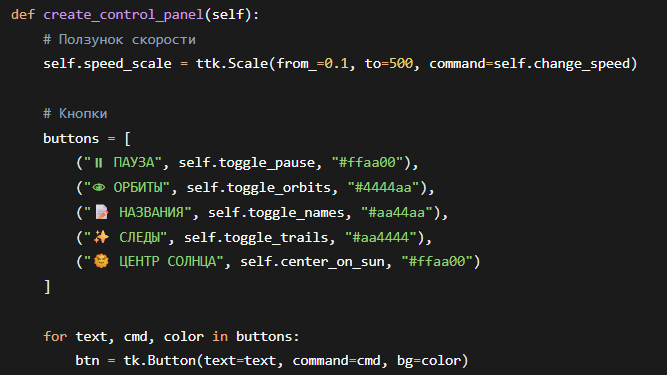 def create_control_panel(self):
    # Ползунок скорости
    self.speed_scale = ttk.Scale(from_=0.1, to=500, command=self.change_speed)

    # Кнопки
    buttons = [
        ("⏸ ПАУЗА", self.toggle_pause, "#ffaa00"),
        ("👁 ОРБИТЫ", self.toggle_orbits, "#4444aa"),
        ("📝 НАЗВАНИЯ", self.toggle_names, "#aa44aa"),
        ("✨ СЛЕДЫ", self.toggle_trails, "#aa4444"),
        ("🌞 ЦЕНТР СОЛНЦА", self.center_on_sun, "#ffaa00")
    ]

    for text, cmd, color in buttons:
        btn = tk.Button(text=text, command=cmd, bg=color)